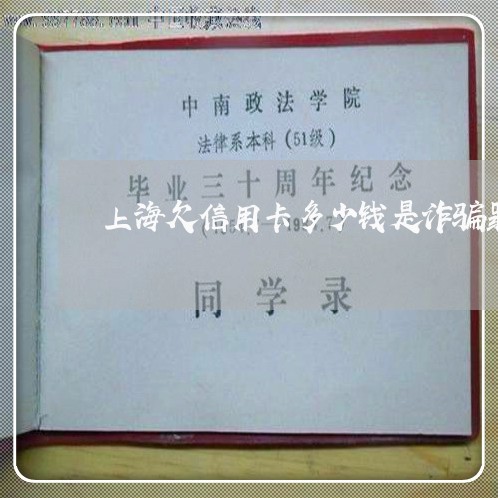 中南政法学院
法律系本科(51级)
毕业三十周年纪念
上海欠信用卡多少钱是诈骗
同学录